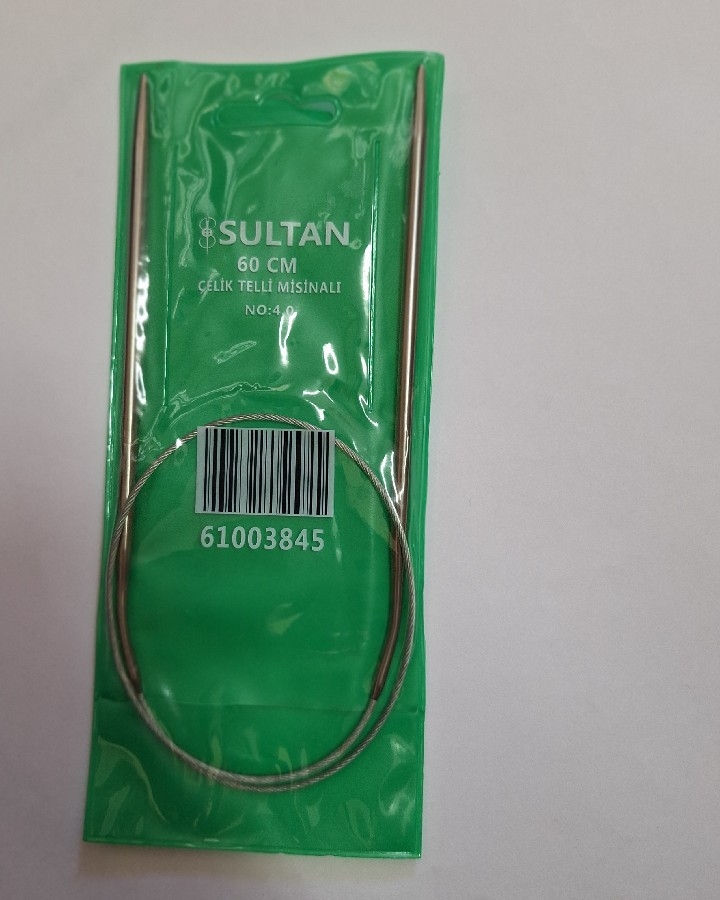 SULTAN
60 CM
ÇELİK TELLİ MİSİNALI
NO:4.0
61003845